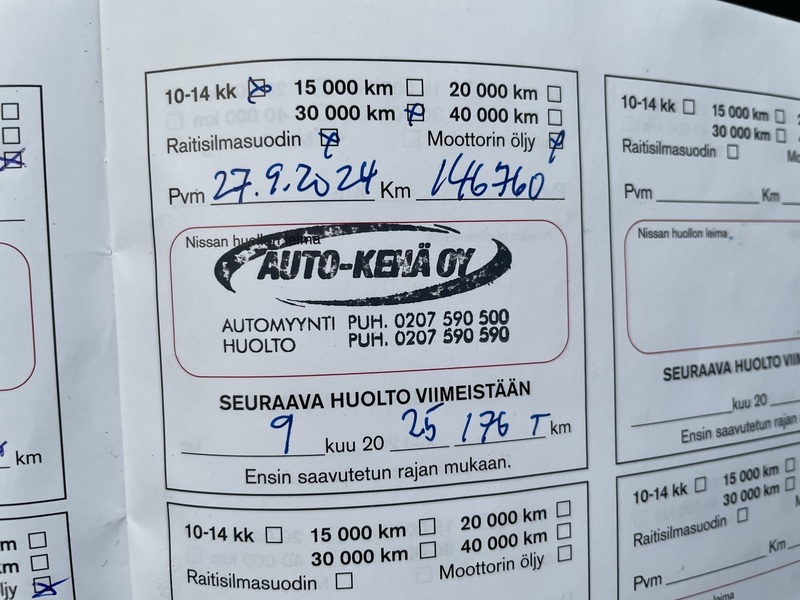 km
10-14 kk 15 000 km 20 000 km
30 000 km 40 000 km
Raitisilmasuodin Moottorin öljy
Pvm 27.9.2024 Km 146760
Nissan huollon leima
AUTO-KEHÄ OY
AUTOMYYNTI PUH. 0207 590 500
HUOLTO PUH. 0207 590 590
SEURAAVA HUOLTO VIIMEISTÄÄN
9 kuu 20 25 176 T km
Ensin saavutetun rajan mukaan.
10-14 kk 15 000 km 20 000 km
30 000 km 40 000 km
Raitisilmasuodin Moottorin öljy
10-14 kk 15 000 km
30 000 km
Raitisilmasuodin
Pvm Km
Nissan huollon leima
SEURAAVA HUOLTO
kuu 20
Ensin saavutetun rajan
10-14 kk 15 000 km
30 000 km
Raitisilmasuodin
Pvm Km